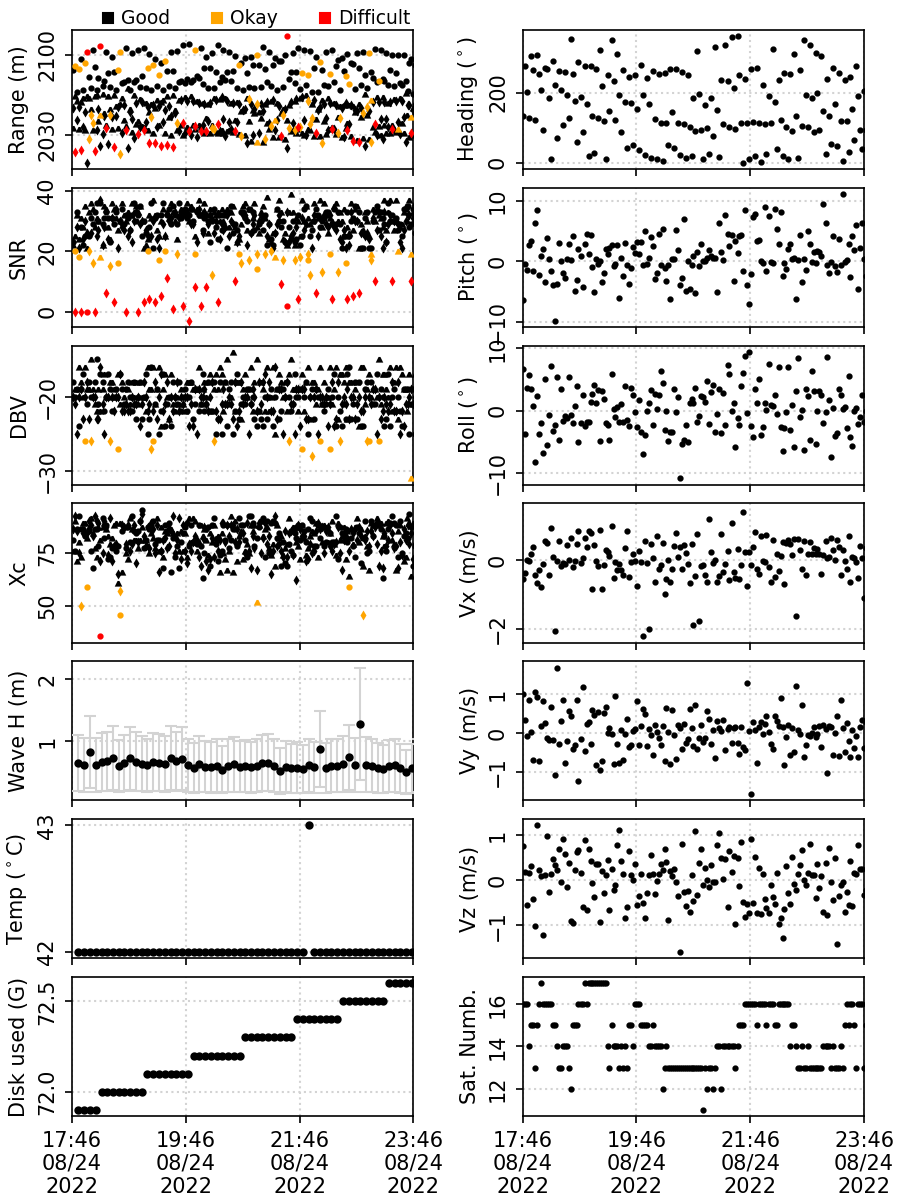 Good Okay Difficult
Range (m)
2100
2030
Heading (°)
200
0
SNR
40
20
0
Pitch (°)
10
0
−10
DBV
−20
−30
Roll (°)
10
0
−10
Xc
75
50
Vx (m/s)
0
−2
Wave H (m)
2
1
Vy (m/s)
1
0
−1
Temp (°C)
43
42
Vz (m/s)
1
0
−1
Disk used (G)
72.5
72.0
Sat. Numb.
16
14
12
17:46 19:46 21:46 23:46 17:46 19:46 21:46 23:46
08/24 08/24 08/24 08/24 08/24 08/24 08/24 08/24
2022 2022 2022 2022 2022 2022 2022 2022